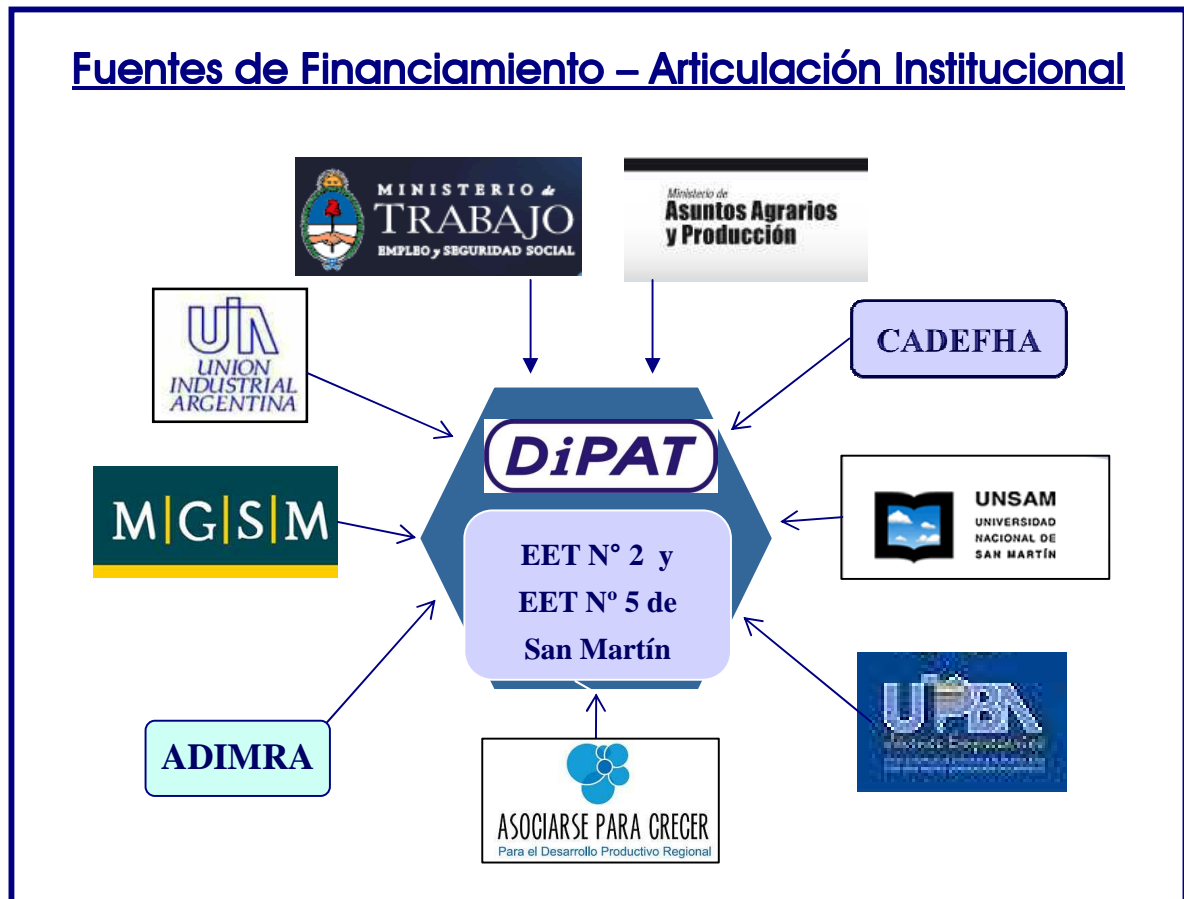 Fuentes de Financiamiento – Articulación Institucional
MINISTERIO de
TRABAJO
EMPLEO y SEGURIDAD SOCIAL
Ministerio de
Asuntos Agrarios
y Producción
UIA
UNION
INDUSTRIAL
ARGENTINA
CADEFHA
DiPAT
M|G|S|M
UNSAM
UNIVERSIDAD
NACIONAL DE
SAN MARTÍN
EET N° 2 y
EET Nº 5 de
San Martín
UIPBA
ADIMRA
ASOCIARSE PARA CRECER
Para el Desarrollo Productivo Regional